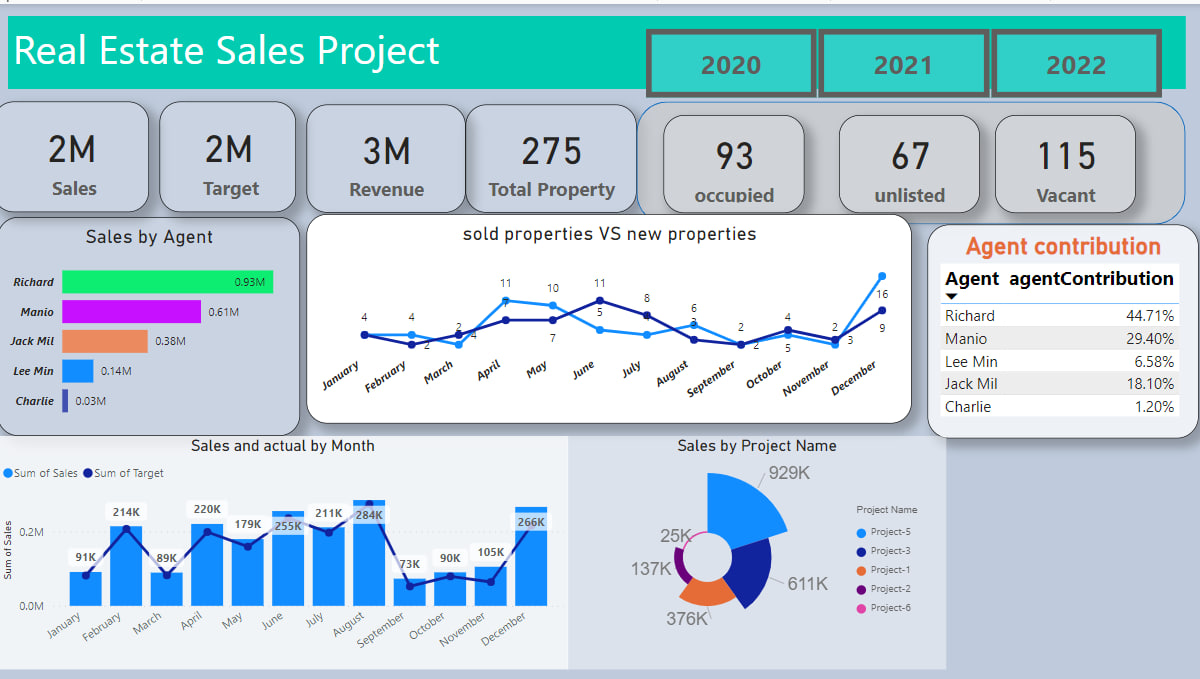 Real Estate Sales Project
2020
2021
2022
2M
Sales
2M
Target
3M
Revenue
275
Total Property
93
occupied
67
unlisted
115
Vacant
Sales by Agent
Richard 0.93M
Manio 0.61M
Jack Mil 0.38M
Lee Min 0.14M
Charlie 0.03M
sold properties VS new properties
11 10 11 8 6 16
4 4 2 7 5 2 4 2
2 4 7 2 5 3 9
January February March April May June July August September October November December
Agent contribution
Agent agentContribution
Richard 44.71%
Manio 29.40%
Lee Min 6.58%
Jack Mil 18.10%
Charlie 1.20%
Sales and actual by Month
Sum of Sales Sum of Target
Sum of Sales
0.2M
0.0M
91K 214K 89K 220K 179K 255K 211K 284K 73K 90K 105K 266K
January February March April May June July August September October November December
Sales by Project Name
929K
611K
376K
137K
25K
Project Name
Project-5
Project-3
Project-1
Project-2
Project-6